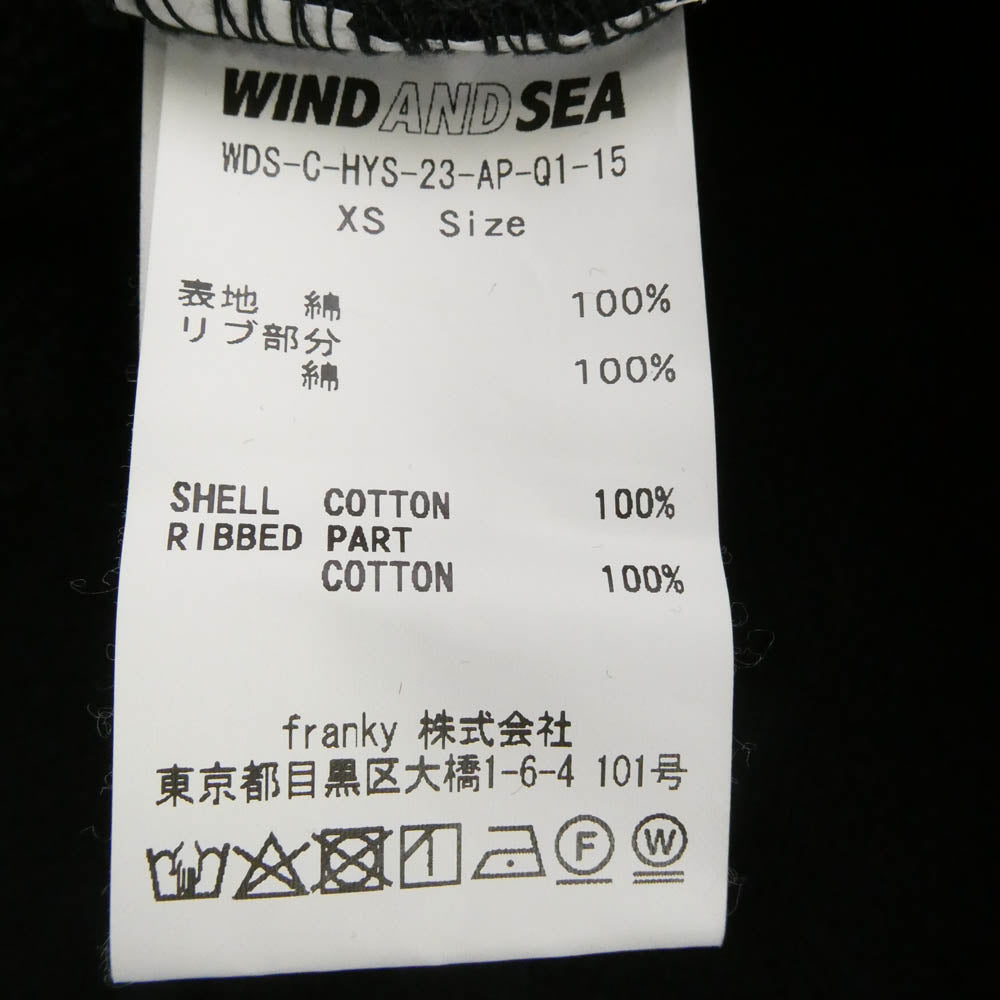 WIND AND SEA
WDS-C-HYS-23-AP-Q1-15
XS Size
表地 綿 100%
リブ部分
綿 100%
SHELL COTTON 100%
RIBBED PART
COTTON 100%
franky 株式会社
東京都目黒区大橋1-6-4 101号
F W